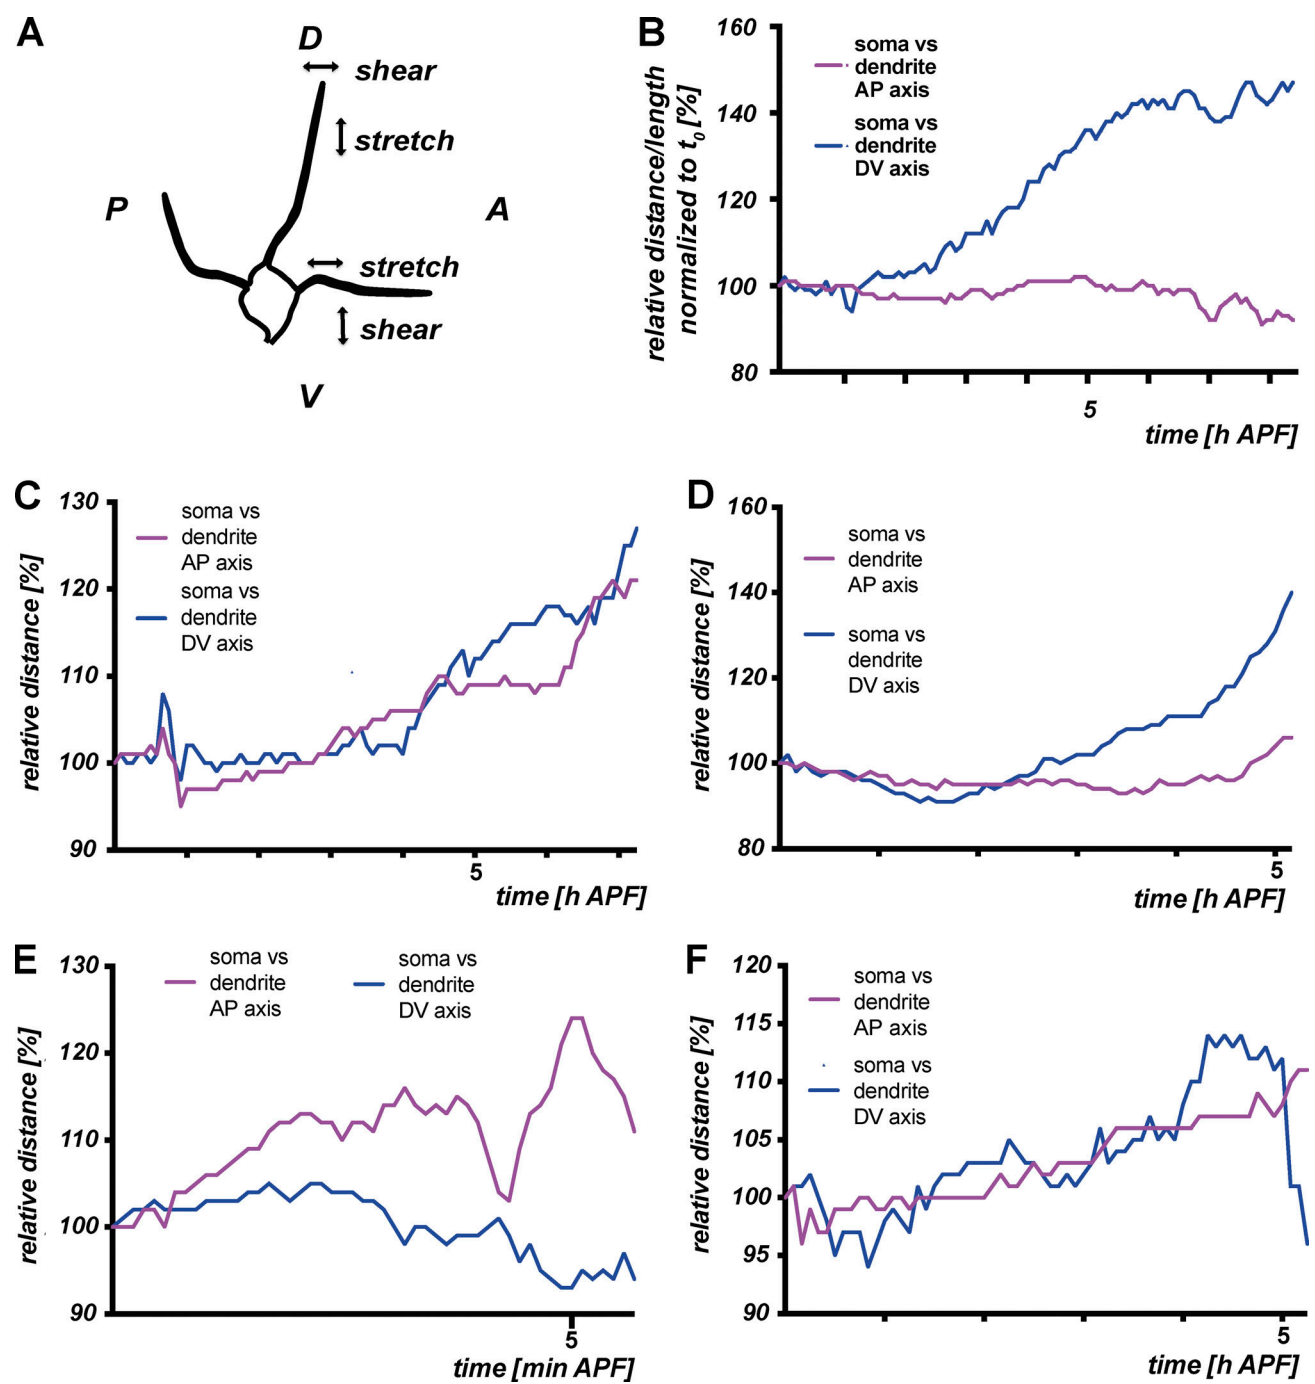 A
D
shear
stretch
P
A
stretch
shear
V
B
relative distance/length
normalized to t0 [%]
160
140
120
100
80
soma vs
dendrite
AP axis
soma vs
dendrite
DV axis
5
time [h APF]
C
relative distance [%]
130
120
110
100
90
soma vs
dendrite
AP axis
soma vs
dendrite
DV axis
5
time [h APF]
D
relative distance [%]
160
140
120
100
80
soma vs
dendrite
AP axis
soma vs
dendrite
DV axis
5
time [h APF]
E
relative distance [%]
130
120
110
100
90
soma vs
dendrite
AP axis
soma vs
dendrite
DV axis
5
time [min APF]
F
relative distance [%]
120
115
110
105
100
95
90
soma vs
dendrite
AP axis
soma vs
dendrite
DV axis
5
time [h APF]